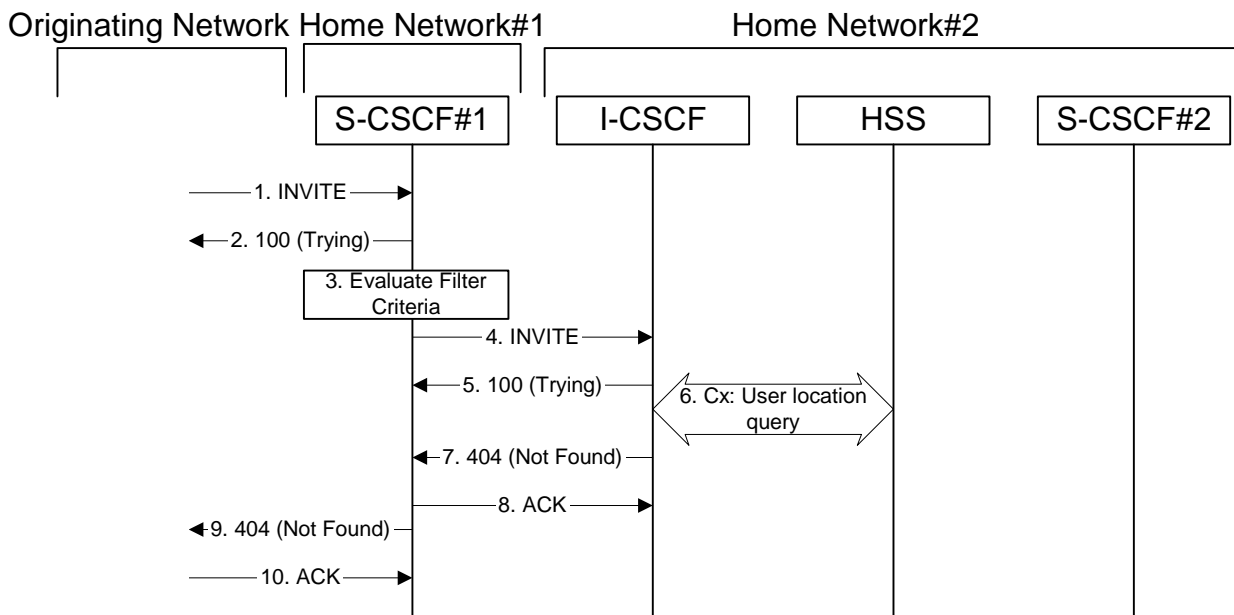 Originating Network Home Network#1 Home Network#2
S-CSCF#1 I-CSCF HSS S-CSCF#2
1. INVITE
2. 100 (Trying)
3. Evaluate Filter
Criteria
4. INVITE
5. 100 (Trying)
6. Cx: User location
query
7. 404 (Not Found)
8. ACK
9. 404 (Not Found)
10. ACK